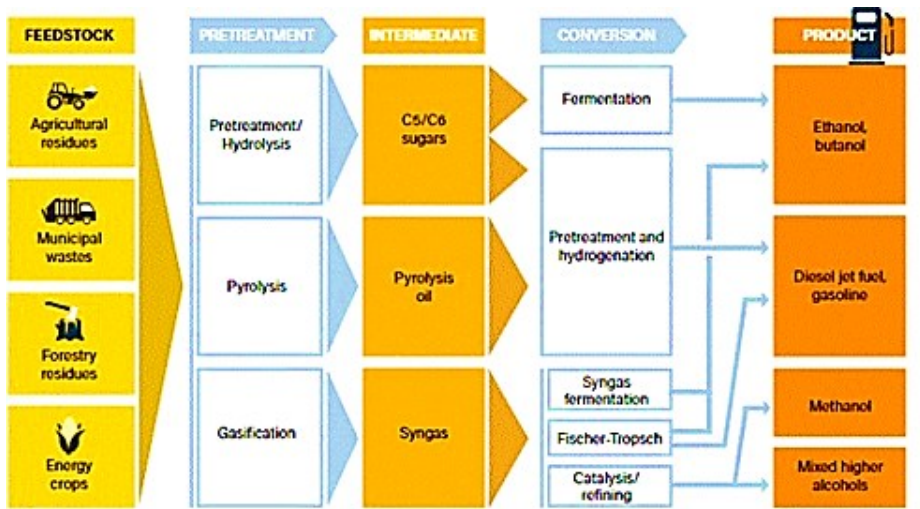 FEEDSTOCK
PRETREATMENT
INTERMEDIATE
CONVERSION
PRODUCT
Agricultural
residues
Municipal
wastes
Forestry
residues
Energy
crops
Pretreatment/
Hydrolysis
Pyrolysis
Gasification
C5/C6
sugars
Pyrolysis
oil
Syngas
Fermentation
Pretreatment and
hydrogenation
Syngas
fermentation
Fischer-Tropsch
Catalysis/
refining
Ethanol,
butanol
Diesel jet fuel,
gasoline
Methanol
Mixed higher
alcohols